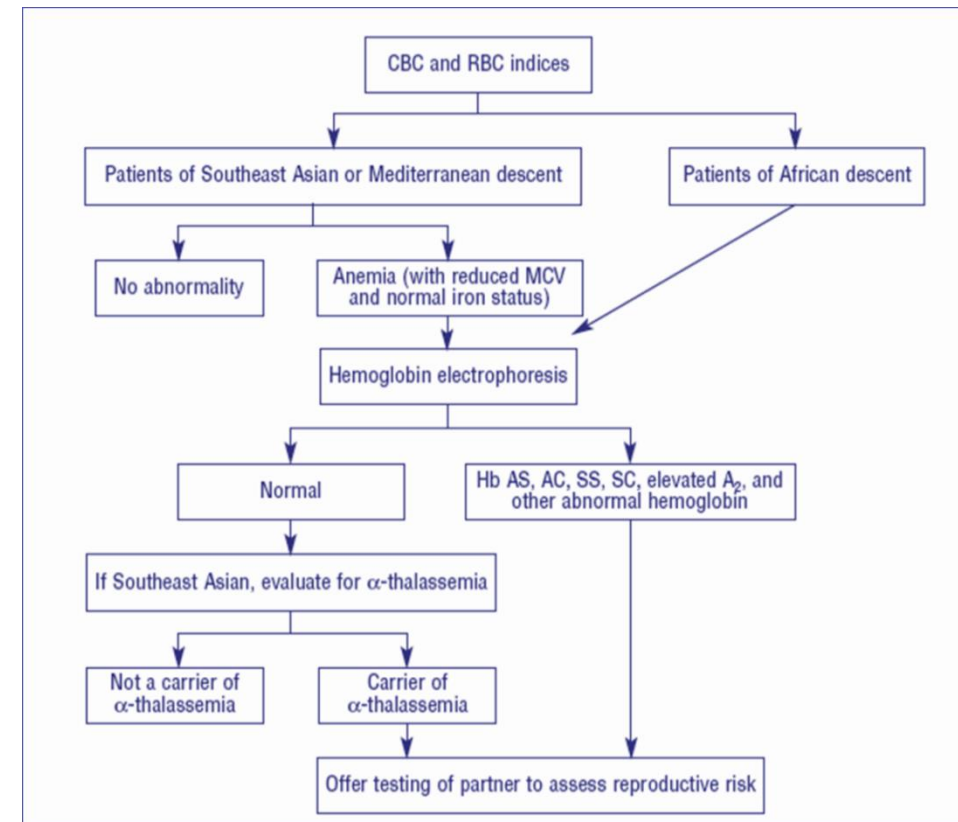 CBC and RBC indices
Patients of Southeast Asian or Mediterranean descent
Patients of African descent
No abnormality
Anemia (with reduced MCV
and normal iron status)
Hemoglobin electrophoresis
Normal
Hb AS, AC, SS, SC, elevated A₂, and
other abnormal hemoglobin
If Southeast Asian, evaluate for α-thalassemia
Not a carrier of
α-thalassemia
Carrier of
α-thalassemia
Offer testing of partner to assess reproductive risk